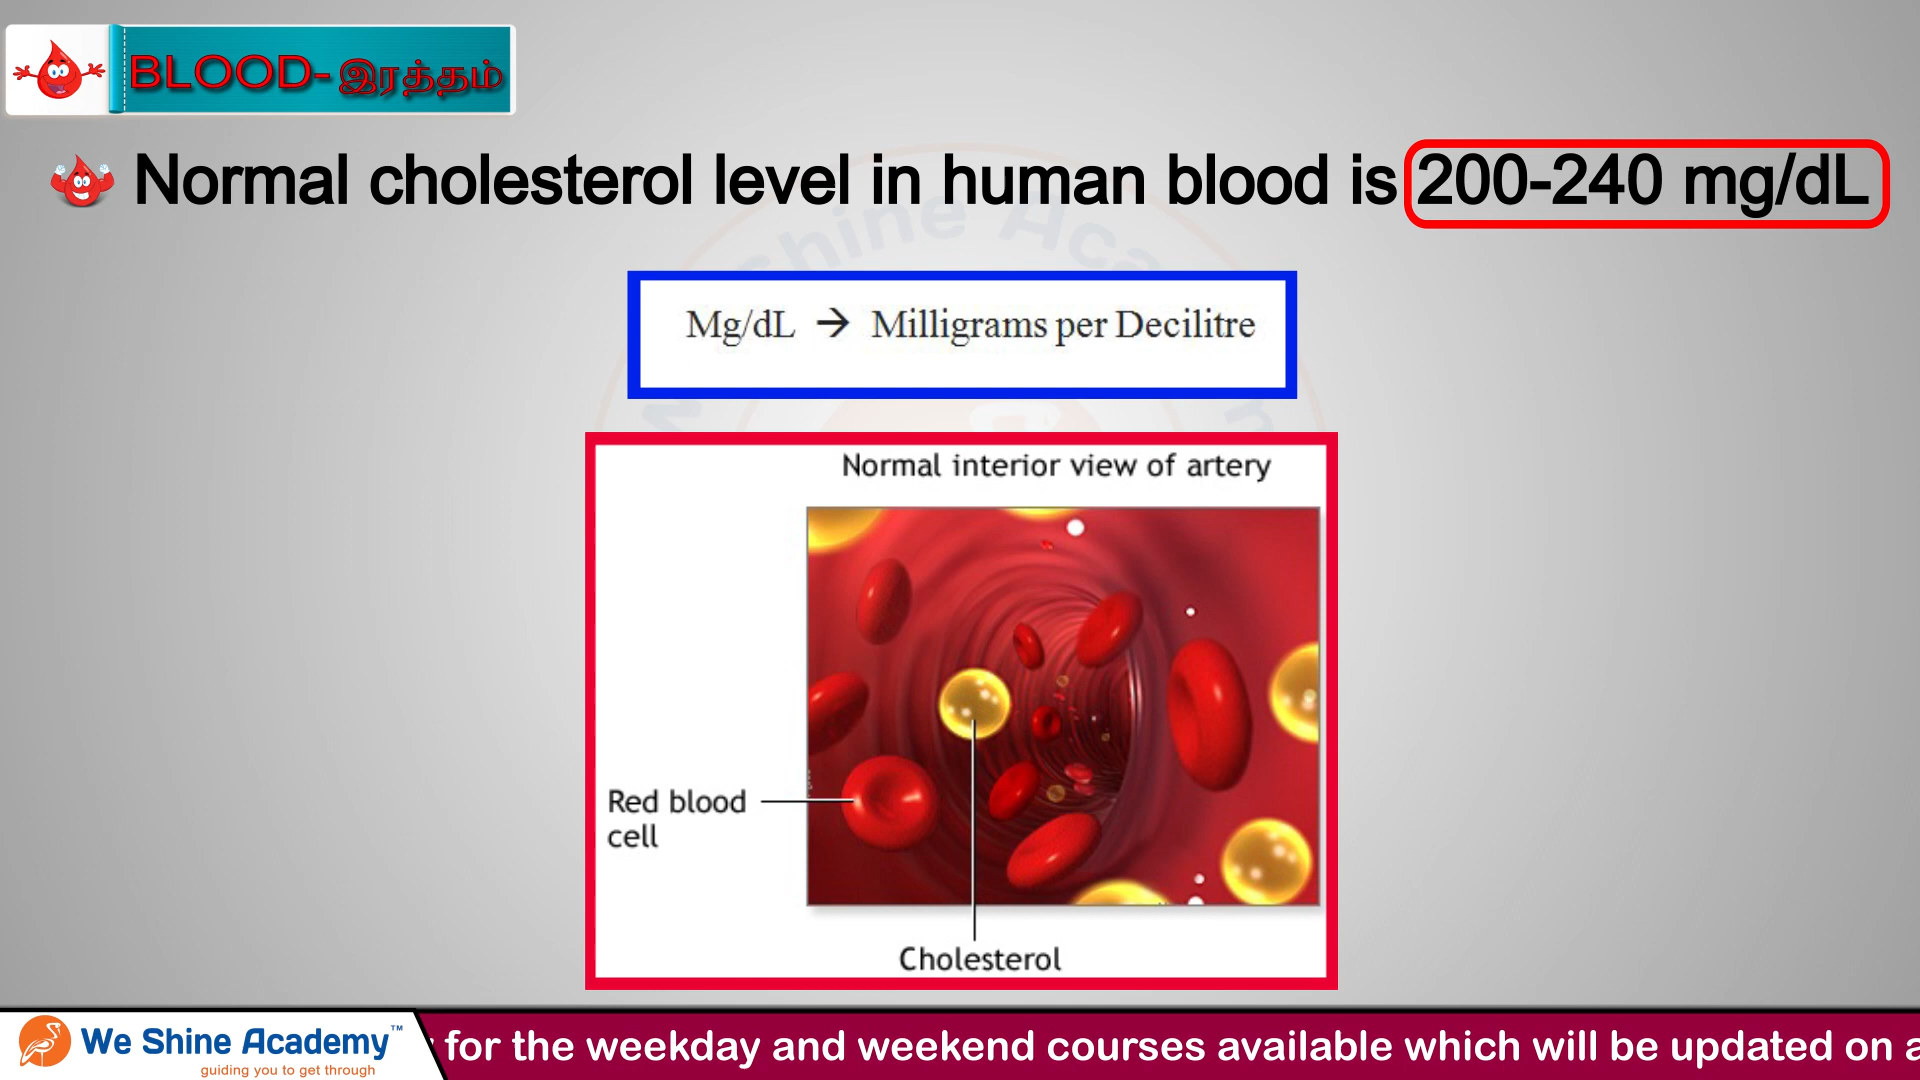 BLOOD-இரத்தம்
Normal cholesterol level in human blood is 200-240 mg/dL
Shine Aca
Mg/dL → Milligrams per Decilitre
Normal interior view of artery
Red blood
cell
Cholesterol
We Shine Academy™
guiding you to get through
for the weekday and weekend courses available which will be updated on a